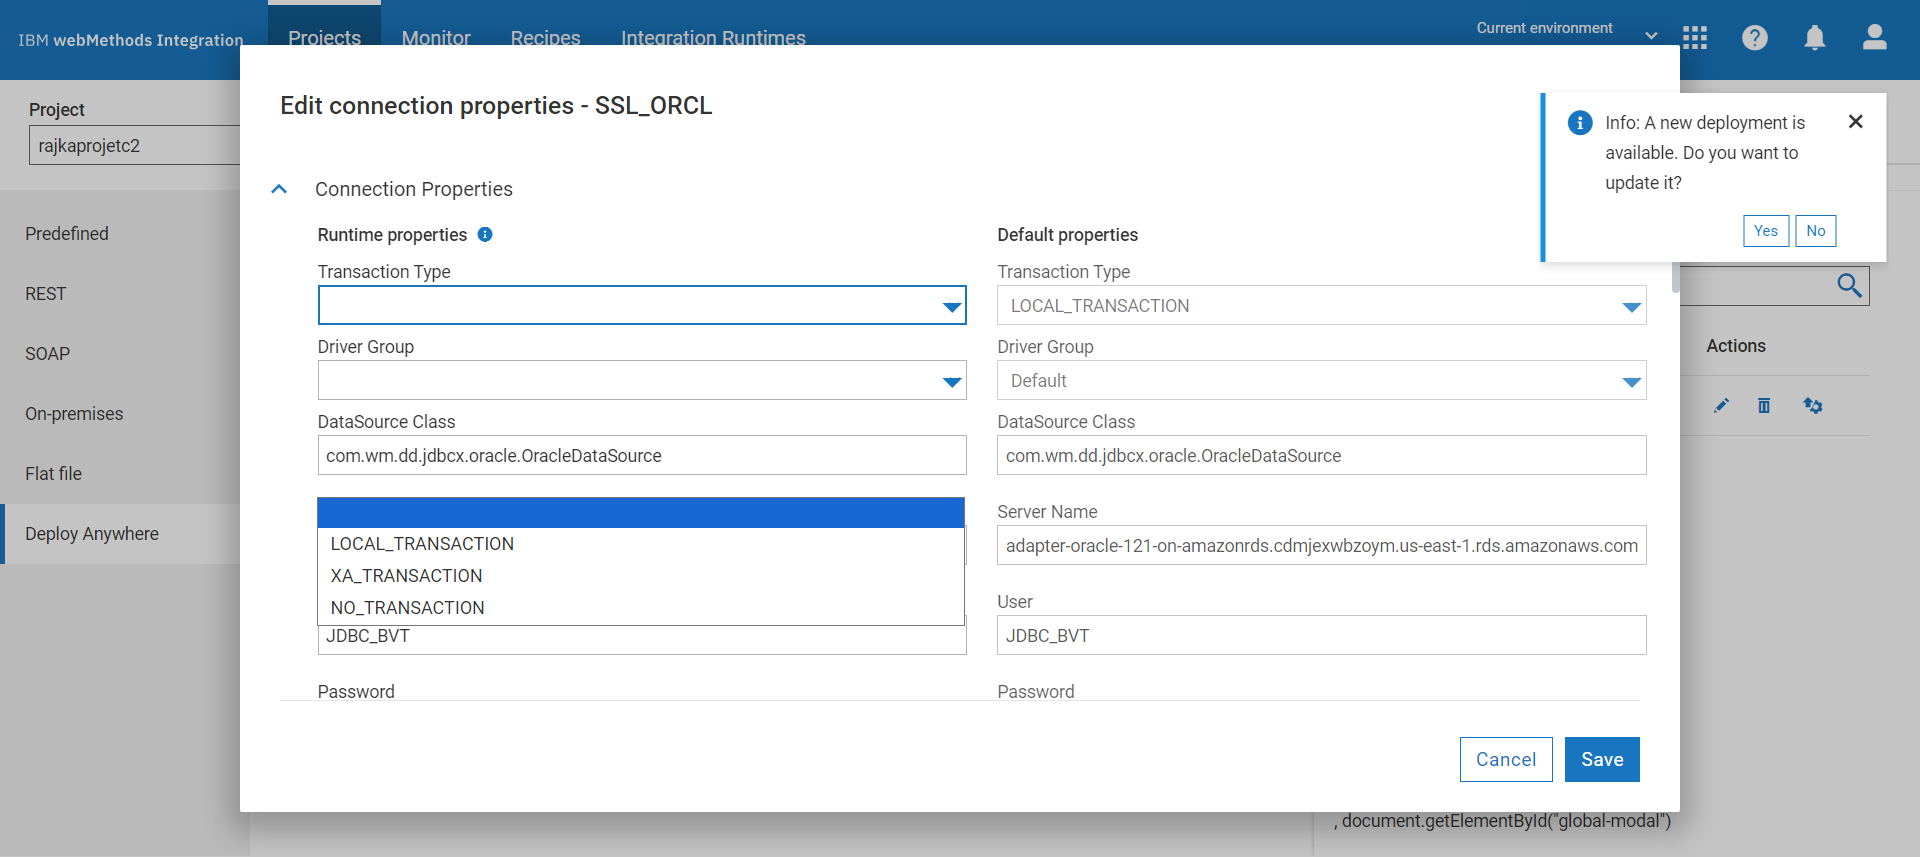 IBM webMethods Integration
Projects
Monitor
Recipes
Integration Runtimes
Current environment
Project
rajkaprojetc2
Predefined
REST
SOAP
On-premises
Flat file
Deploy Anywhere
Edit connection properties - SSL_ORCL
Connection Properties
Runtime properties
Transaction Type
Driver Group
DataSource Class
com.wm.dd.jdbcx.oracle.OracleDataSource
LOCAL_TRANSACTION
XA_TRANSACTION
NO_TRANSACTION
JDBC_BVT
Password
Default properties
Transaction Type
LOCAL_TRANSACTION
Driver Group
Default
DataSource Class
com.wm.dd.jdbcx.oracle.OracleDataSource
Server Name
adapter-oracle-121-on-amazonrds.cdmjexwbzoym.us-east-1.rds.amazonaws.com
User
JDBC_BVT
Password
Cancel
Save
Info: A new deployment is
available. Do you want to
update it?
Yes
No
Actions
, document.getElementById("global-modal")